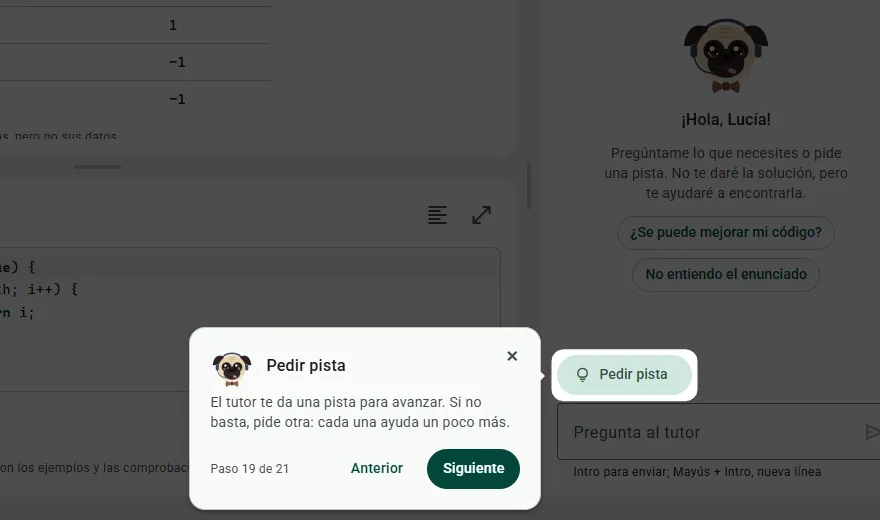 1
−1
−1
s, pero no sus datos
¡Hola, Lucía!
Pregúntame lo que necesites o pide
una pista. No te daré la solución, pero
te ayudaré a encontrarla.
¿Se puede mejorar mi código?
No entiendo el enunciado
e) {
th; i++) {
rn i;
Pedir pista
El tutor te da una pista para avanzar. Si no
basta, pide otra: cada una ayuda un poco más.
Paso 19 de 21
Anterior
Siguiente
Pedir pista
Pregunta al tutor
Intro para enviar; Mayús + Intro, nueva línea
on los ejemplos y las comprobac